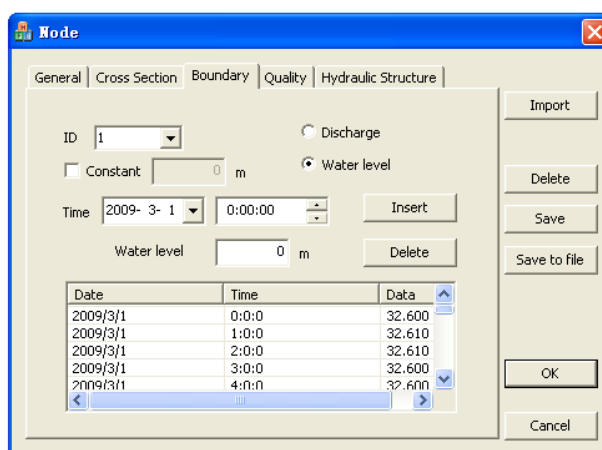 Node
General Cross Section Boundary Quality Hydraulic Structure
Import
ID 1 Discharge
Constant 0 m Water level
Delete
Time 2009- 3- 1 0:00:00 Insert
Save
Water level 0 m Delete
Save to file
Date Time Data
2009/3/1 0:0:0 32.600
2009/3/1 1:0:0 32.610
2009/3/1 2:0:0 32.610
2009/3/1 3:0:0 32.600
2009/3/1 4:0:0 32.600
OK
Cancel